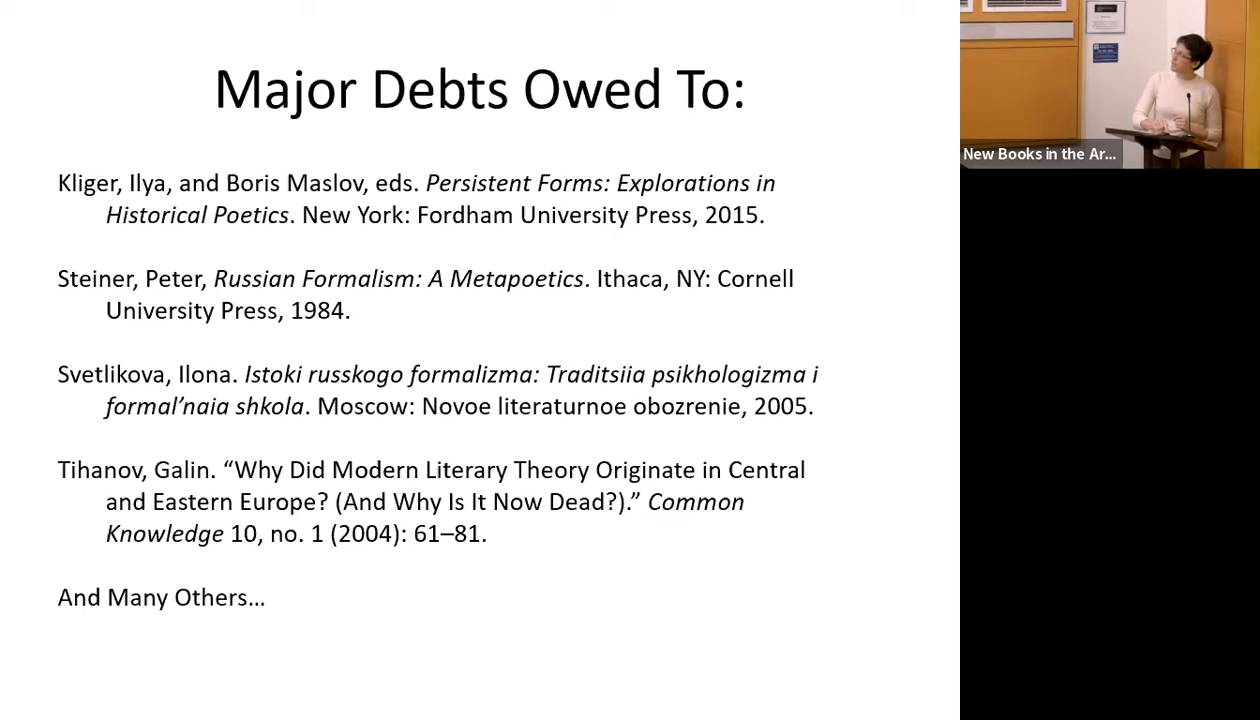 Major Debts Owed To:
Kliger, Ilya, and Boris Maslov, eds. Persistent Forms: Explorations in
Historical Poetics. New York: Fordham University Press, 2015.
Steiner, Peter, Russian Formalism: A Metapoetics. Ithaca, NY: Cornell
University Press, 1984.
Svetlikova, Ilona. Istoki russkogo formalizma: Traditsiia psikhologizma i
formal’naia shkola. Moscow: Novoe literaturnoe obozrenie, 2005.
Tihanov, Galin. “Why Did Modern Literary Theory Originate in Central
and Eastern Europe? (And Why Is It Now Dead?).” Common
Knowledge 10, no. 1 (2004): 61–81.
And Many Others…
New Books in the Ar...